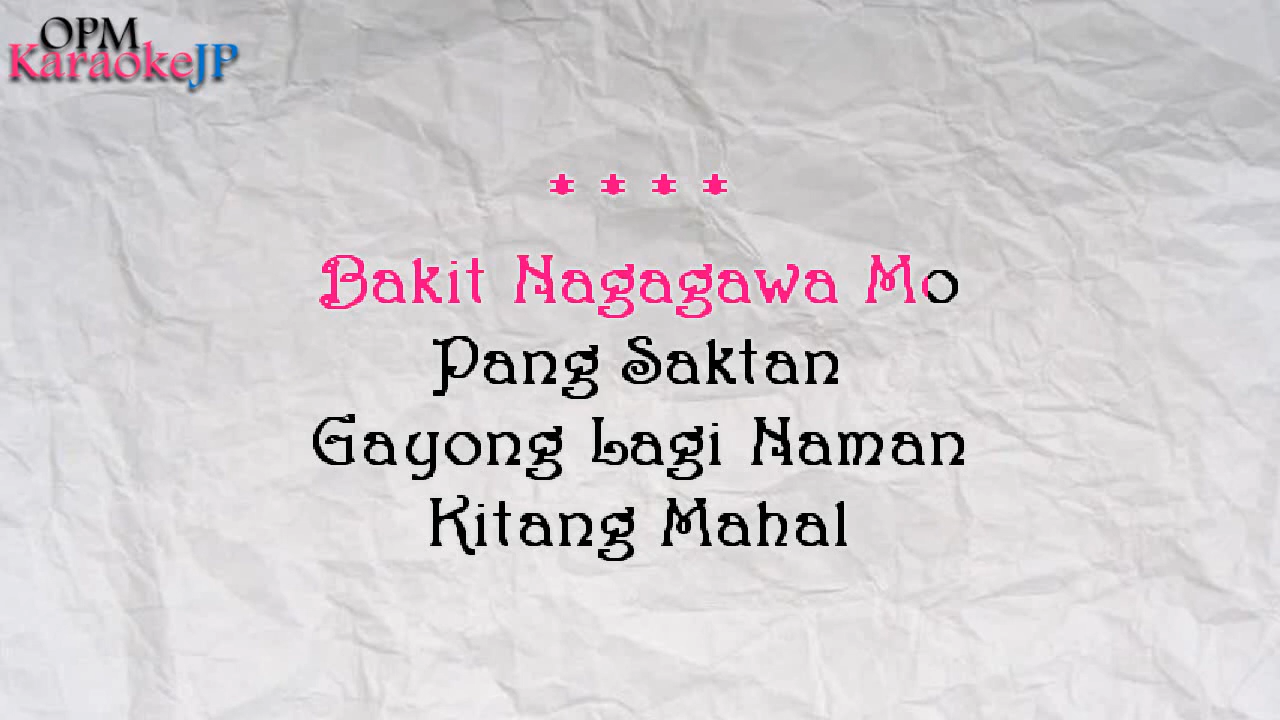 OPM
KaraokeJP
* * * *
Bakit Nagagawa Mo
Pang Saktan
Gayong Lagi Naman
Kitang Mahal